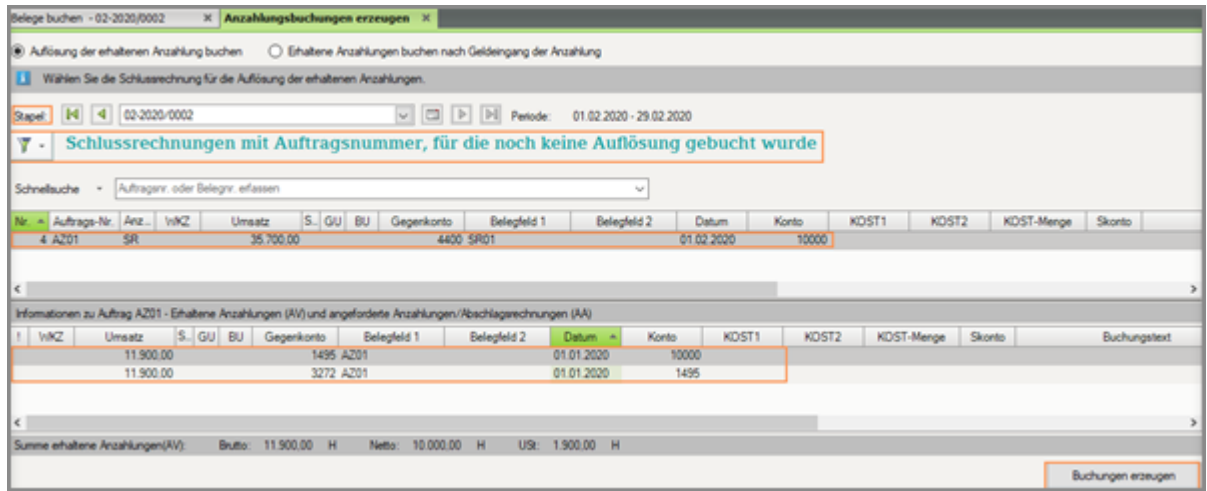 Belege buchen - 02-2020/0002 × Anzahlungsbuchungen erzeugen ×
Auflösung der erhaltenen Anzahlung buchen Erhaltene Anzahlungen buchen nach Geldeingang der Anzahlung
Wählen Sie die Schlussrechnung für die Auflösung der erhaltenen Anzahlungen.
Stapel: 02-2020/0002 Periode: 01.02.2020 - 29.02.2020
Schlussrechnungen mit Auftragsnummer, für die noch keine Auflösung gebucht wurde
Schnellsuche Auftragsnr. oder Belegnr. erfassen
Nr. Auftrags-Nr. Anz... WKZ Umsatz S... G/U BU Gegenkonto Belegfeld 1 Belegfeld 2 Datum Konto KOST1 KOST2 KOST-Menge Skonto
4 AZ01 SR 35.700,00 4400 SR01 01.02.2020 10000
Informationen zu Auftrag AZ01 - Erhaltene Anzahlungen (AV) und angeforderte Anzahlungen/Abschlagsrechnungen (AA)
! WKZ Umsatz S... G/U BU Gegenkonto Belegfeld 1 Belegfeld 2 Datum Konto KOST1 KOST2 KOST-Menge Skonto Buchungstext
11.900,00 1495 AZ01 01.01.2020 10000
11.900,00 3272 AZ01 01.01.2020 1495
Summe erhaltene Anzahlungen(AV): Brutto: 11.900,00 H Netto: 10.000,00 H USt: 1.900,00 H
Buchungen erzeugen